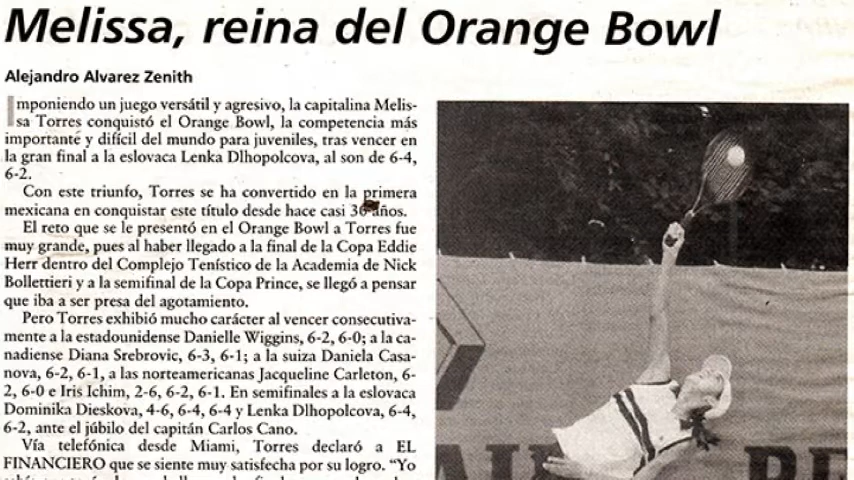 Melissa, reina del Orange Bowl
Alejandro Alvarez Zenith
Imponiendo un juego versátil y agresivo, la capitalina Melis-
sa Torres conquistó el Orange Bowl, la competencia más
importante y difícil del mundo para juveniles, tras vencer en
la gran final a la eslovaca Lenka Dlhopolcova, al son de 6-4,
6-2.
Con este triunfo, Torres se ha convertido en la primera
mexicana en conquistar este título desde hace casi 30 años.
El reto que se le presentó en el Orange Bowl a Torres fue
muy grande, pues al haber llegado a la final de la Copa Eddie
Herr dentro del Complejo Tenístico de la Academia de Nick
Bollettieri y a la semifinal de la Copa Prince, se llegó a pensar
que iba a ser presa del agotamiento.
Pero Torres exhibió mucho carácter al vencer consecutiva-
mente a la estadounidense Danielle Wiggins, 6-2, 6-0; a la ca-
nadiense Diana Srebrovic, 6-3, 6-1; a la suiza Daniela Casa-
nova, 6-2, 6-1, a las norteamericanas Jacqueline Carleton, 6-
2, 6-0 e Iris Ichim, 2-6, 6-2, 6-1. En semifinales a la eslovaca
Dominika Dieskova, 4-6, 6-4, 6-4 y Lenka Dlhopolcova, 6-4,
6-2, ante el júbilo del capitán Carlos Cano.
Vía telefónica desde Miami, Torres declaró a EL
FINANCIERO que se siente muy satisfecha por su logro. "Yo